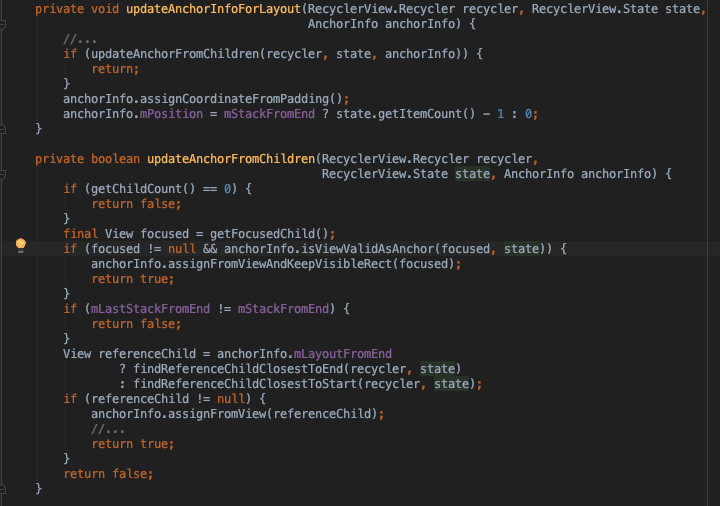 private void updateAnchorInfoForLayout(RecyclerView.Recycler recycler, RecyclerView.State state,
AnchorInfo anchorInfo) {
//...
if (updateAnchorFromChildren(recycler, state, anchorInfo)) {
return;
}
anchorInfo.assignCoordinateFromPadding();
anchorInfo.mPosition = mStackFromEnd ? state.getItemCount() - 1 : 0;
}
private boolean updateAnchorFromChildren(RecyclerView.Recycler recycler,
RecyclerView.State state, AnchorInfo anchorInfo) {
if (getChildCount() == 0) {
return false;
}
final View focused = getFocusedChild();
if (focused != null && anchorInfo.isViewValidAsAnchor(focused, state)) {
anchorInfo.assignFromViewAndKeepVisibleRect(focused);
return true;
}
if (mLastStackFromEnd != mStackFromEnd) {
return false;
}
View referenceChild = anchorInfo.mLayoutFromEnd
? findReferenceChildClosestToEnd(recycler, state)
: findReferenceChildClosestToStart(recycler, state);
if (referenceChild != null) {
anchorInfo.assignFromView(referenceChild);
//...
return true;
}
return false;
}